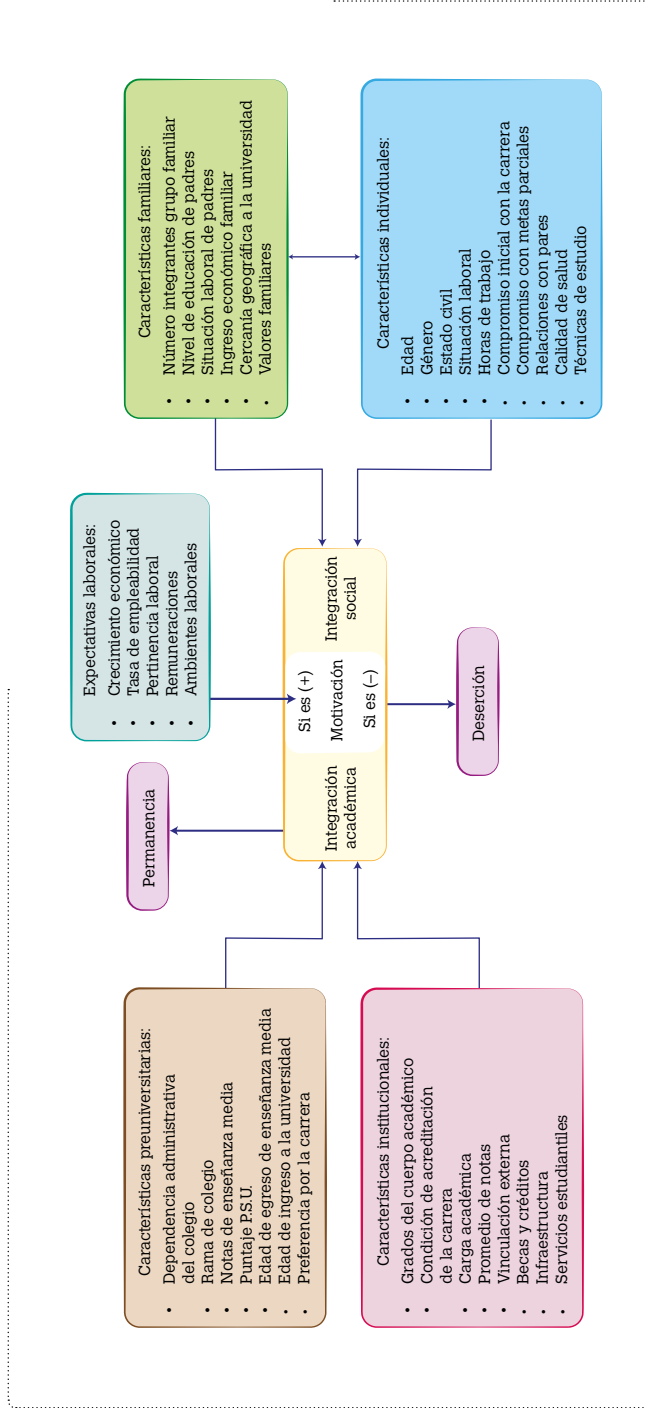 Características preuniversitarias:
• Dependencia administrativa
del colegio
• Rama de colegio
• Notas de enseñanza media
• Puntaje P.S.U.
• Edad de egreso de enseñanza media
• Edad de ingreso a la universidad
• Preferencia por la carrera
Características institucionales:
• Grados del cuerpo académico
• Condición de acreditación
de la carrera
• Carga académica
• Promedio de notas
• Vinculación externa
• Becas y créditos
• Infraestructura
• Servicios estudiantiles
Permanencia
Expectativas laborales:
• Crecimiento económico
• Tasa de empleabilidad
• Pertinencia laboral
• Remuneraciones
• Ambientes laborales
Integración
académica
Si es (+)
Motivación
Si es (–)
Integración
social
Deserción
Características familiares:
• Número integrantes grupo familiar
• Nivel de educación de padres
• Situación laboral de padres
• Ingreso económico familiar
• Cercanía geográfica a la universidad
• Valores familiares
Características individuales:
• Edad
• Género
• Estado civil
• Situación laboral
• Horas de trabajo
• Compromiso inicial con la carrera
• Compromiso con metas parciales
• Relaciones con pares
• Calidad de salud
• Técnicas de estudio